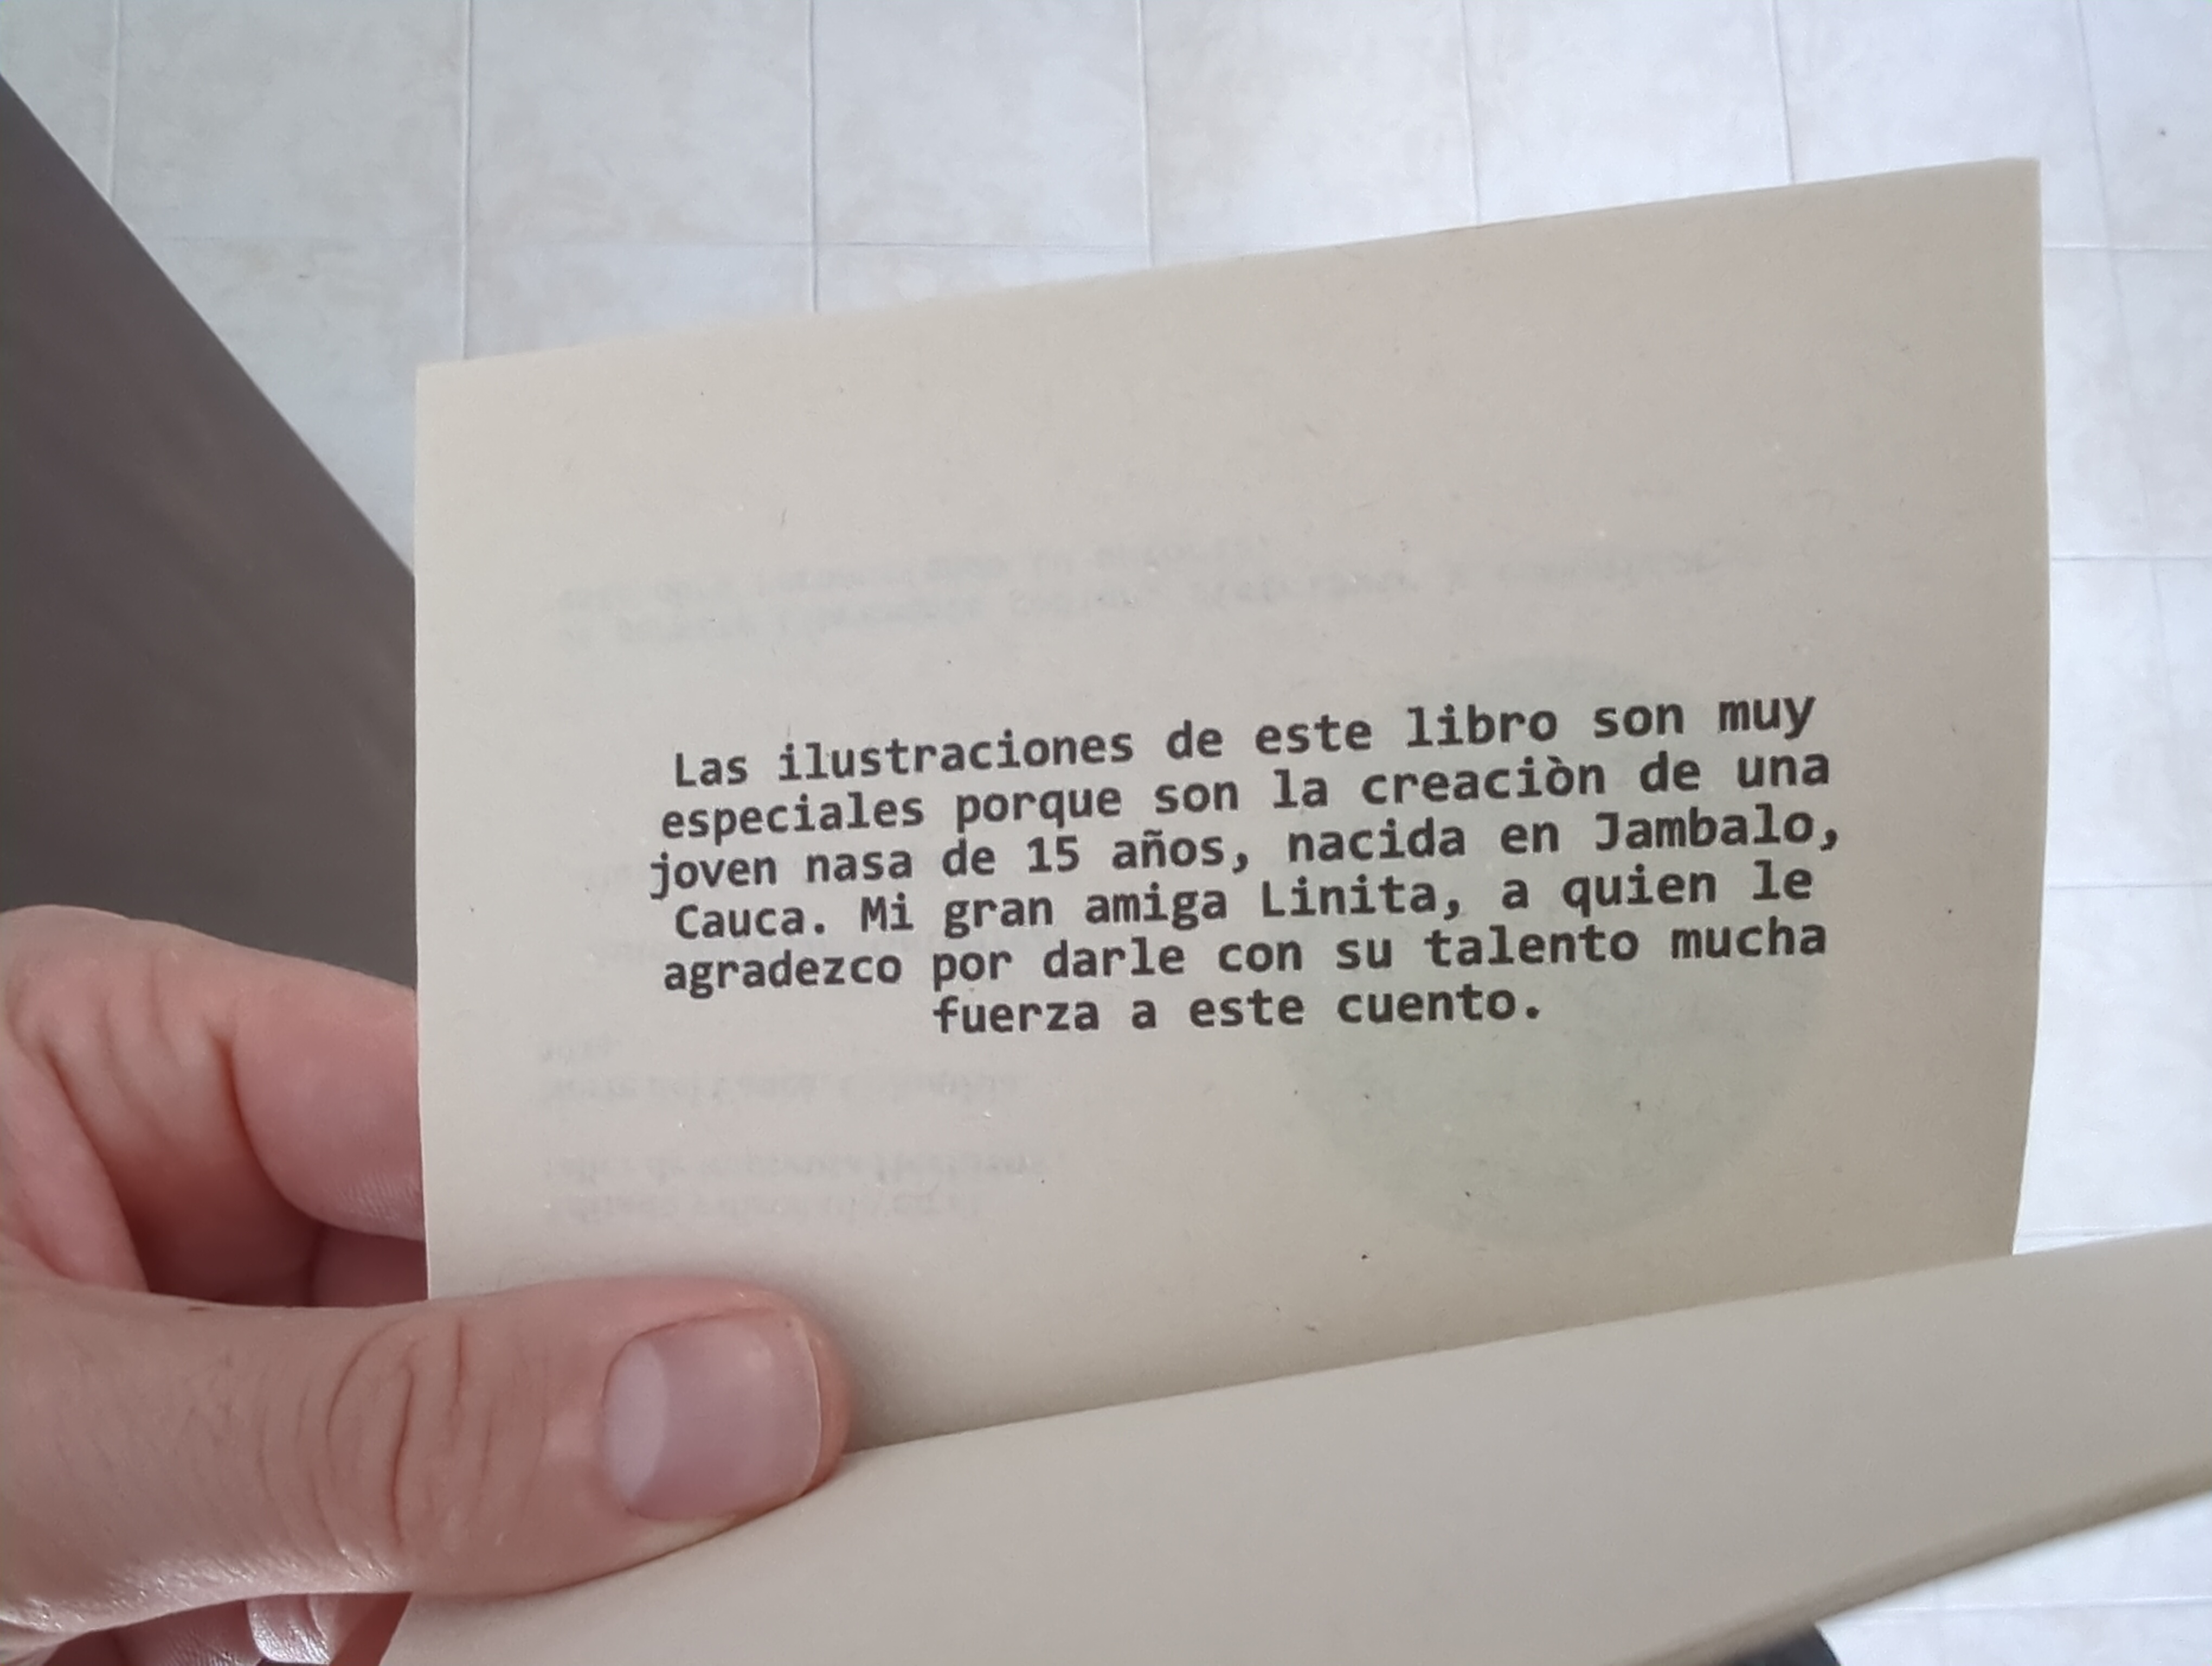 Las ilustraciones de este libro son muy
especiales porque son la creaciòn de una
joven nasa de 15 años, nacida en Jambalo,
Cauca. Mi gran amiga Linita, a quien le
agradezco por darle con su talento mucha
fuerza a este cuento.